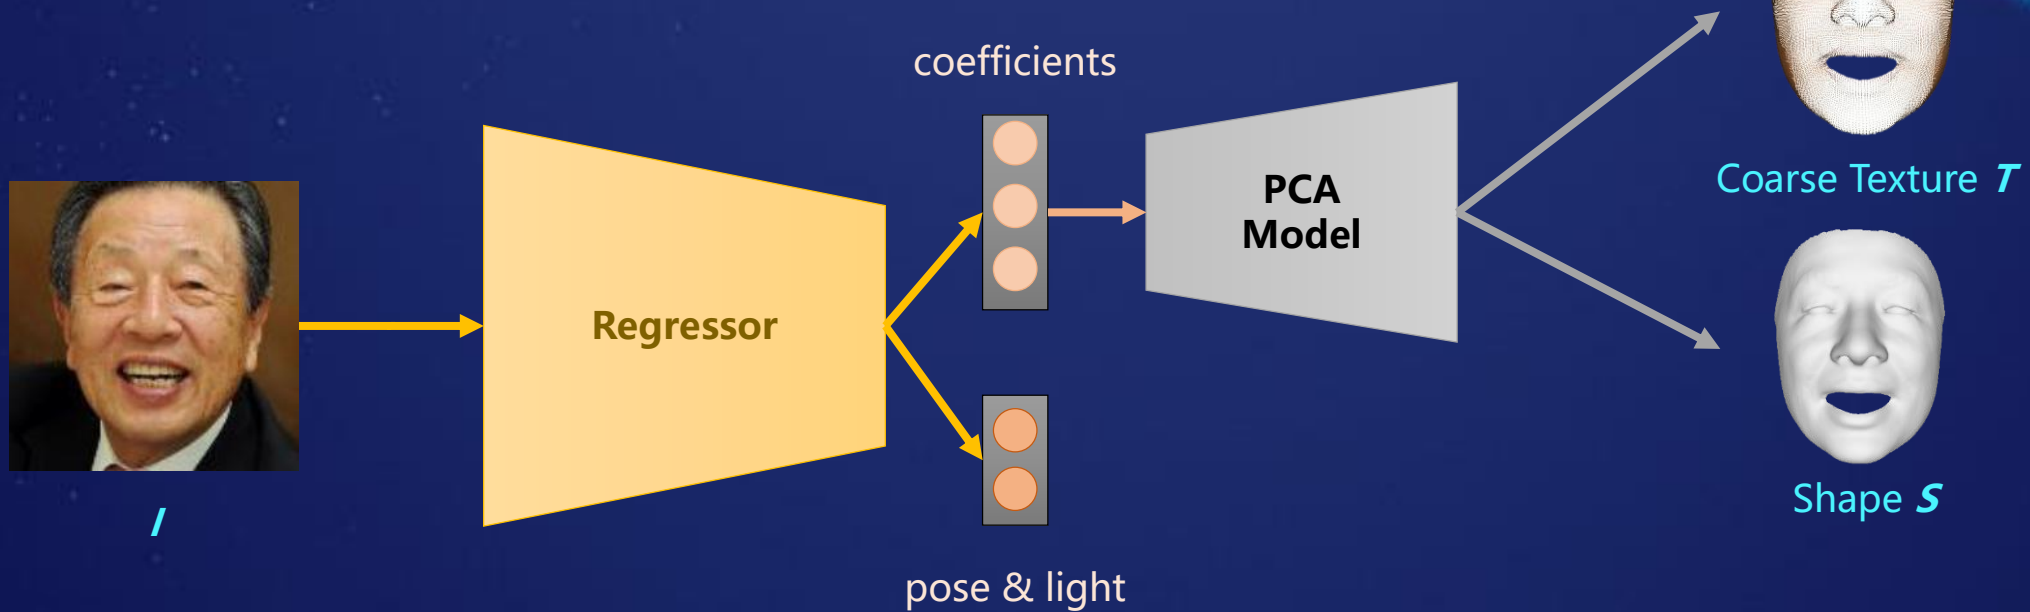 coefficients
PCA
Model
Coarse Texture T
Regressor
Shape S
I
pose & light